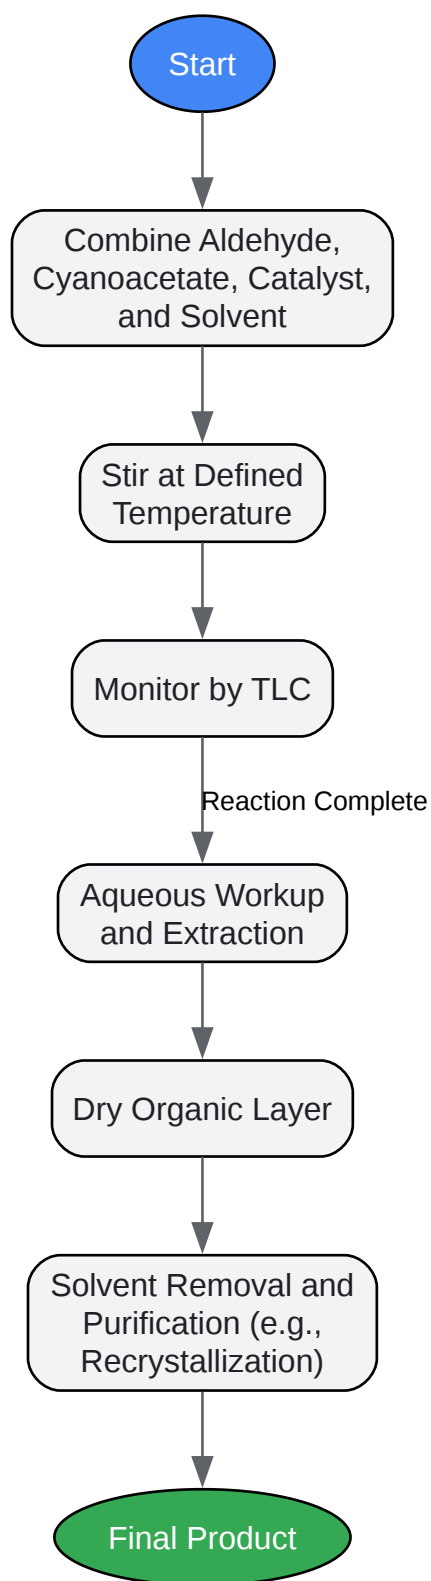 Start
Combine Aldehyde,
Cyanoacetate, Catalyst,
and Solvent
Stir at Defined
Temperature
Monitor by TLC
Reaction Complete
Aqueous Workup
and Extraction
Dry Organic Layer
Solvent Removal and
Purification (e.g.,
Recrystallization)
Final Product